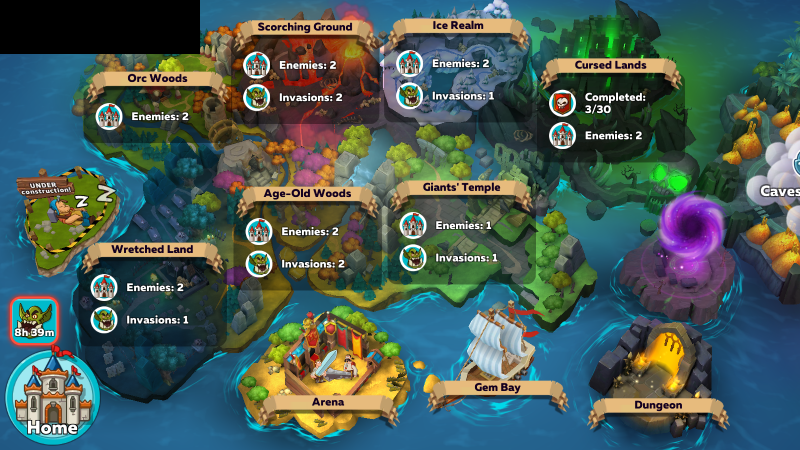 Scorching Ground
Enemies: 2
Invasions: 2
Ice Realm
Enemies: 2
Invasions: 1
Orc Woods
Enemies: 2
Cursed Lands
Completed:
3/30
Enemies: 2
UNDER
construction!
Z
Z
Age-Old Woods
Enemies: 2
Invasions: 2
Giants' Temple
Enemies: 1
Invasions: 1
Caves
Wretched Land
Enemies: 2
Invasions: 1
8h 39m
Home
Arena
Gem Bay
Dungeon